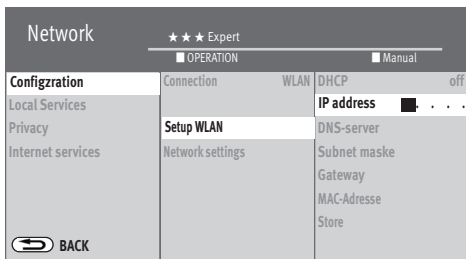 Network
★ ★ ★ Expert
OPERATION
Manual
Configzration
Local Services
Privacy
Internet services
BACK
Connection WLAN
Setup WLAN
Network settings
DHCP off
IP address . . . .
DNS-server
Subnet maske
Gateway
MAC-Adresse
Store